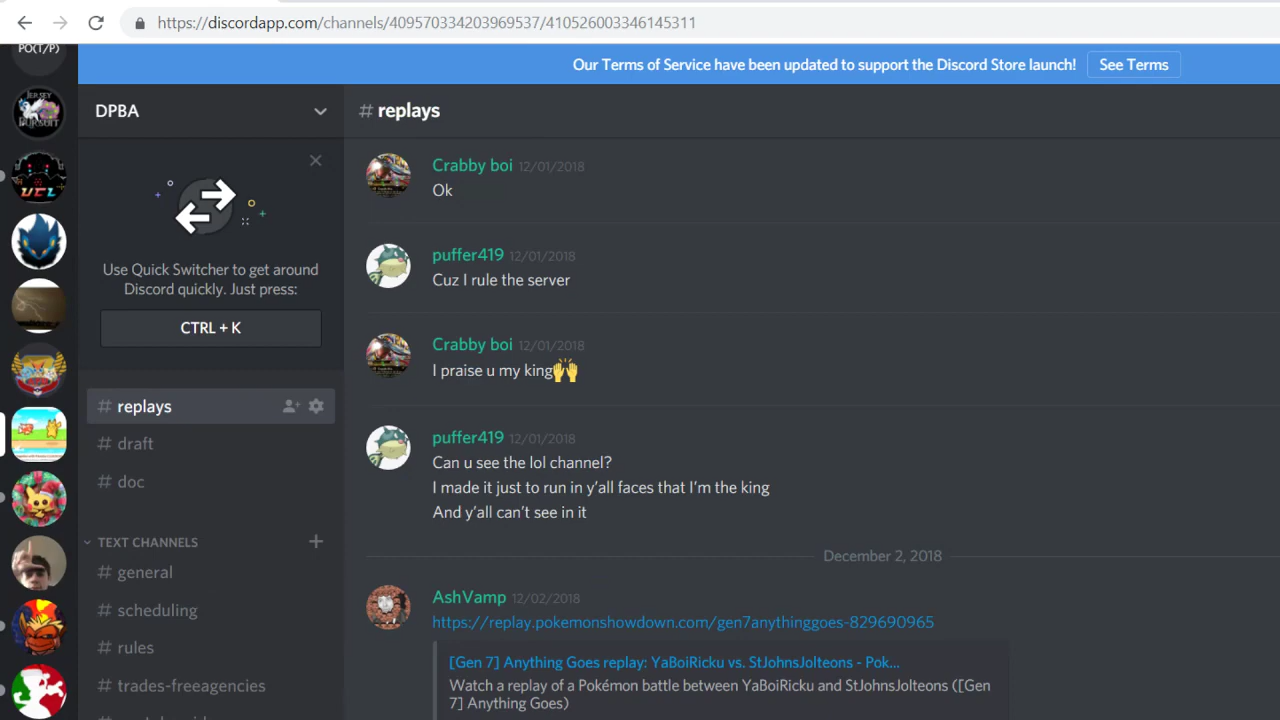 https://discordapp.com/channels/409570334203969537/410526003346145311
PO(T/P)
Our Terms of Service have been updated to support the Discord Store launch!
See Terms
JERSEY
PURSUIT
UCL
DPBA
Use Quick Switcher to get around
Discord quickly. Just press:
CTRL + K
# replays
# draft
# doc
TEXT CHANNELS
# general
# scheduling
# rules
# trades-freeagencies
# replays
Crabby boi 12/01/2018
Ok
puffer419 12/01/2018
Cuz I rule the server
Crabby boi 12/01/2018
I praise u my king🙌
puffer419 12/01/2018
Can u see the lol channel?
I made it just to run in y’all faces that I’m the king
And y’all can’t see in it
December 2, 2018
AshVamp 12/02/2018
https://replay.pokemonshowdown.com/gen7anythinggoes-829690965
[Gen 7] Anything Goes replay: YaBoiRicku vs. StJohnsJolteons - Pok...
Watch a replay of a Pokémon battle between YaBoiRicku and StJohnsJolteons ([Gen
7] Anything Goes)